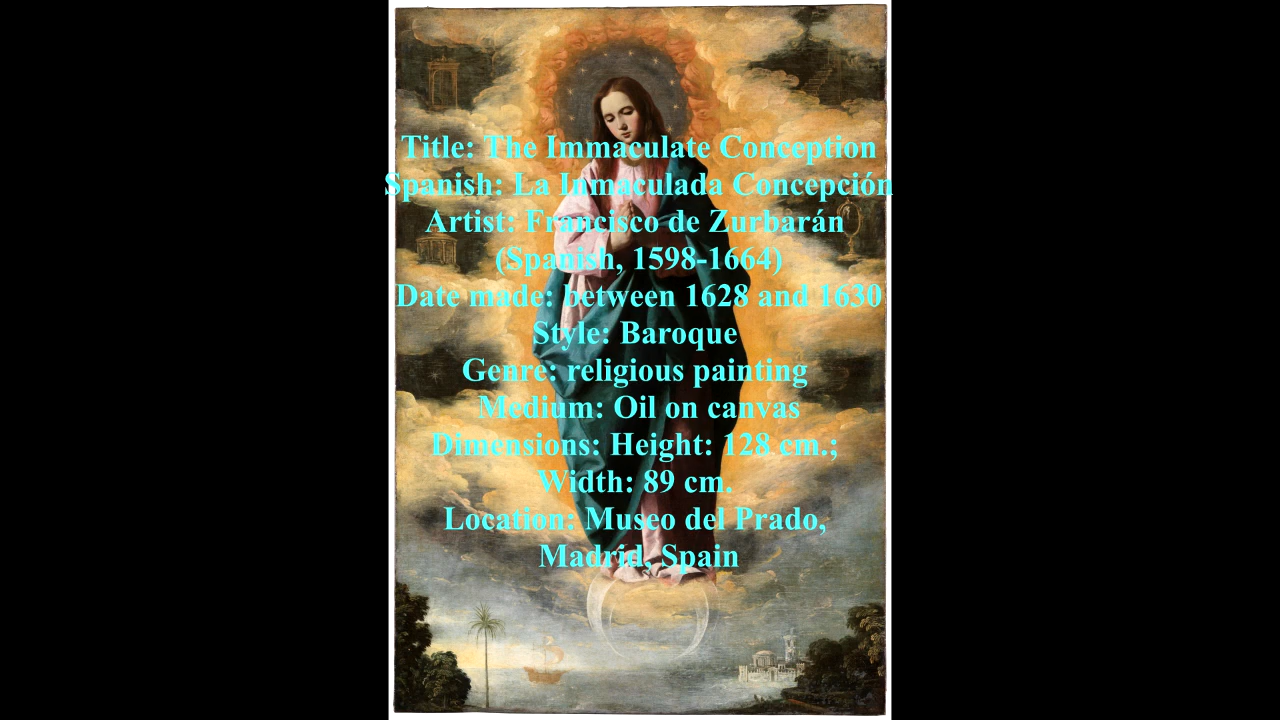 Title: The Immaculate Conception
Spanish: La Inmaculada Concepción
Artist: Francisco de Zurbarán
(Spanish, 1598-1664)
Date made: between 1628 and 1630
Style: Baroque
Genre: religious painting
Medium: Oil on canvas
Dimensions: Height: 128 cm.;
Width: 89 cm.
Location: Museo del Prado,
Madrid, Spain